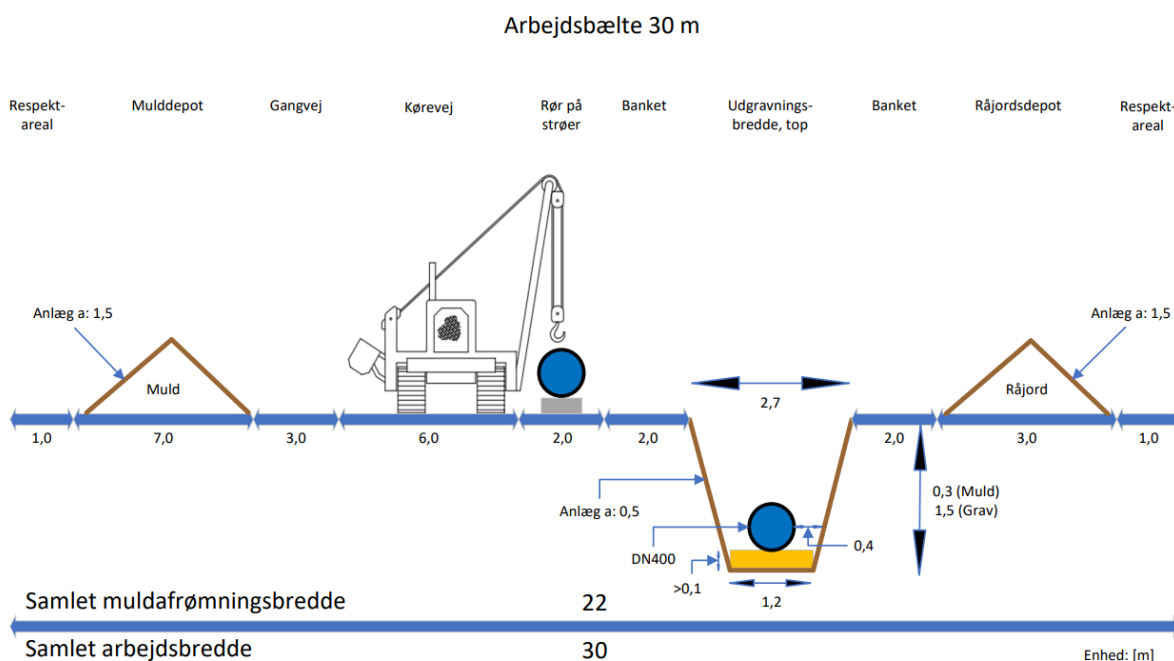 Arbejdsbælte 30 m
Respekt-
areal
Mulddepot
Gangvej
Kørevej
Rør på
strøer
Banket
Udgravnings-
bredde, top
Banket
Råjordsdepot
Respekt-
areal
Anlæg a: 1,5
Muld
Anlæg a: 1,5
Råjord
2,7
1,0
7,0
3,0
6,0
2,0
2,0
2,0
3,0
1,0
0,3 (Muld)
1,5 (Grav)
Anlæg a: 0,5
0,4
DN400
>0,1
1,2
Samlet muldafrømningsbredde 22
Samlet arbejdsbredde 30
Enhed: [m]